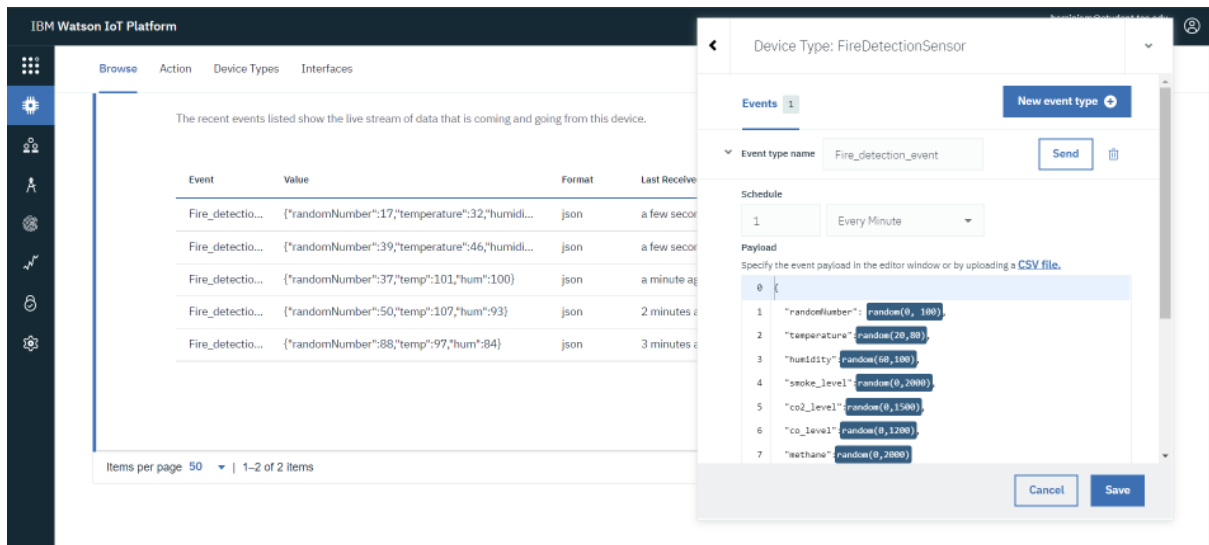 IBM Watson IoT Platform
Browse Action Device Types Interfaces
The recent events listed show the live stream of data that is coming and going from this device.
Event Value Format Last Receive
Fire_detectio... {"randomNumber":17,"temperature":32,"humidi... json a few secon
Fire_detectio... {"randomNumber":39,"temperature":46,"humidi... json a few secon
Fire_detectio... {"randomNumber":37,"temp":101,"hum":100} json a minute ag
Fire_detectio... {"randomNumber":50,"temp":107,"hum":93} json 2 minutes a
Fire_detectio... {"randomNumber":88,"temp":97,"hum":84} json 3 minutes a
Items per page 50 | 1–2 of 2 items
Device Type: FireDetectionSensor
Events 1 New event type
Event type name Fire_detection_event Send
Schedule
1 Every Minute
Payload
Specify the event payload in the editor window or by uploading a CSV file.
0 {
1 "randomNumber": random(0, 100),
2 "temperature":random(20,80),
3 "humidity":random(60,100),
4 "smoke_level":random(0,2000),
5 "co2_level":random(0,1500),
6 "co_level":random(0,1200),
7 "methane":random(0,2000)
Cancel Save